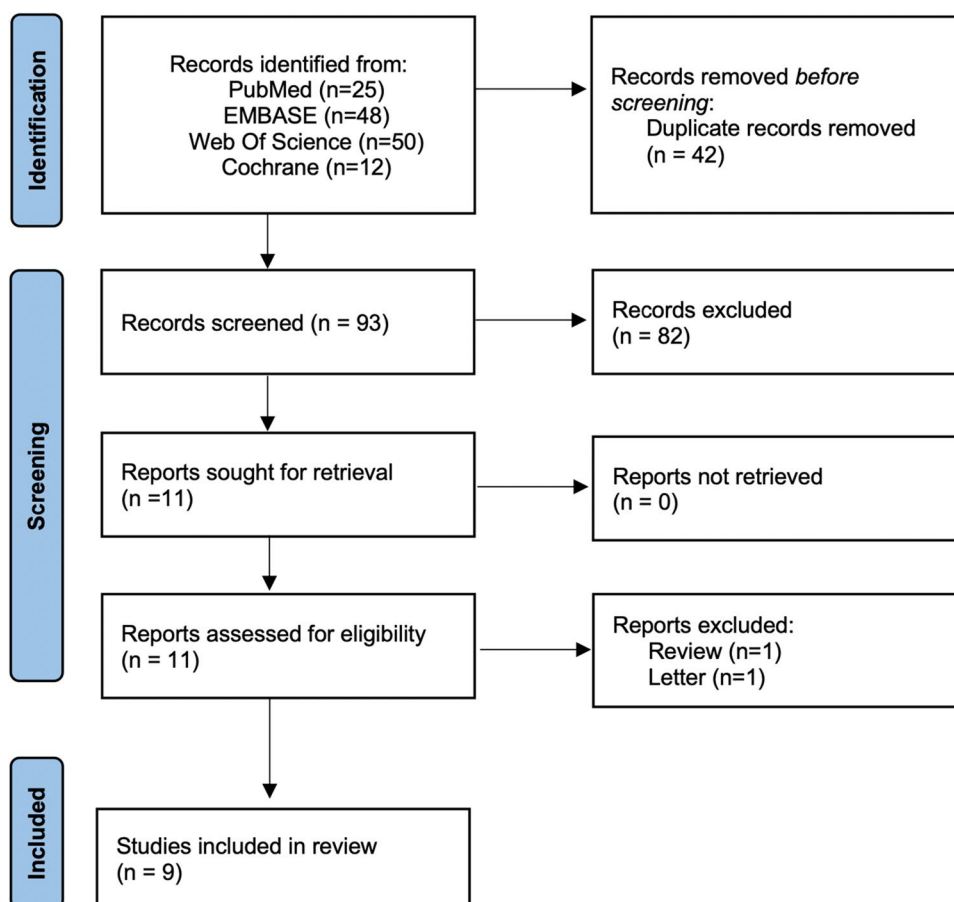 Identification
Records identified from:
PubMed (n=25)
EMBASE (n=48)
Web Of Science (n=50)
Cochrane (n=12)
Records removed before
screening:
Duplicate records removed
(n = 42)
Screening
Records screened (n = 93)
Records excluded
(n = 82)
Reports sought for retrieval
(n =11)
Reports not retrieved
(n = 0)
Reports assessed for eligibility
(n = 11)
Reports excluded:
Review (n=1)
Letter (n=1)
Included
Studies included in review
(n = 9)